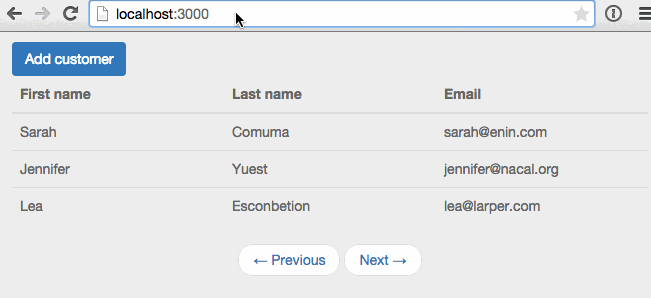 localhost:3000
Add customer
First name Last name Email
Sarah Comuma sarah@enin.com
Jennifer Yuest jennifer@nacal.org
Lea Esconbetion lea@larper.com
← Previous Next →